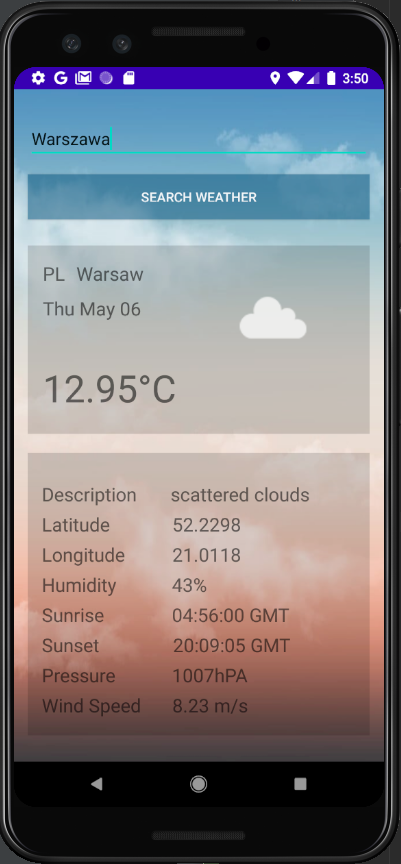 3:50
Warszawa
SEARCH WEATHER
PL Warsaw
Thu May 06
12.95°C
Description scattered clouds
Latitude 52.2298
Longitude 21.0118
Humidity 43%
Sunrise 04:56:00 GMT
Sunset 20:09:05 GMT
Pressure 1007hPA
Wind Speed 8.23 m/s